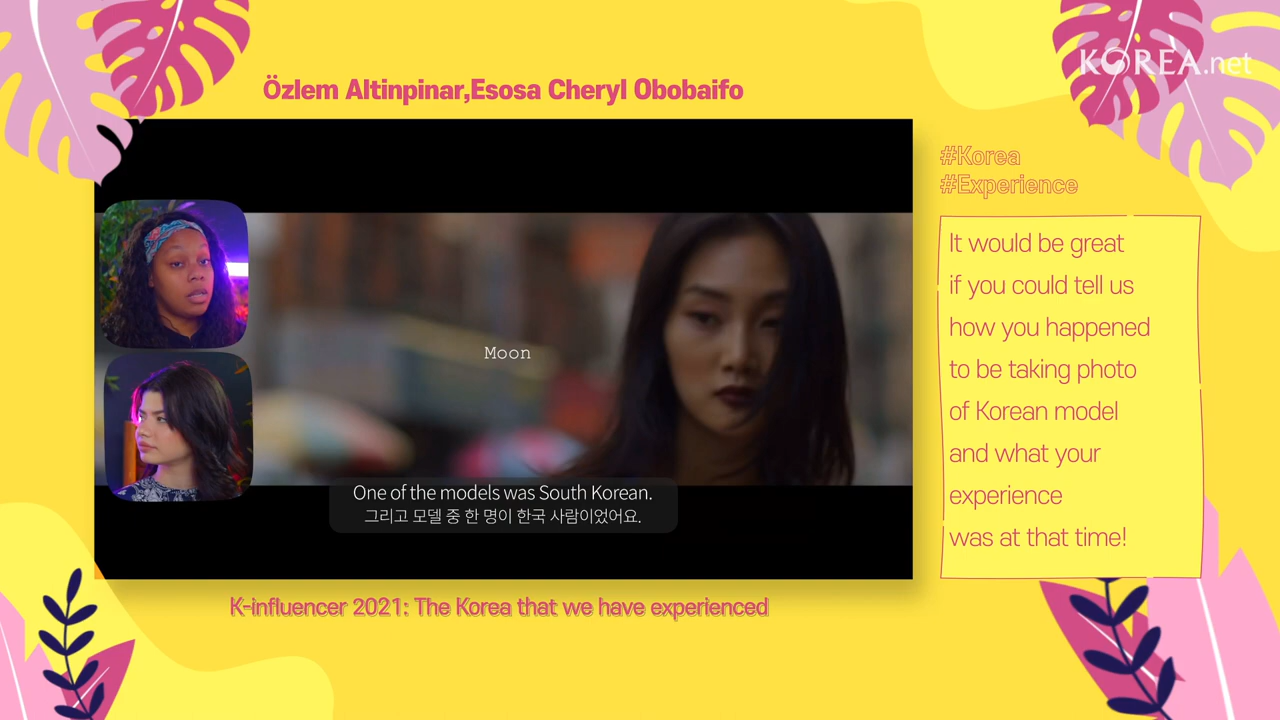 KOREA.net
Özlem Altinpinar,Esosa Cheryl Obobaifo
#Korea
#Experience
It would be great
if you could tell us
how you happened
to be taking photo
of Korean model
and what your
experience
was at that time!
Moon
One of the models was South Korean.
그리고 모델 중 한 명이 한국 사람이었어요.
K-influencer 2021: The Korea that we have experienced